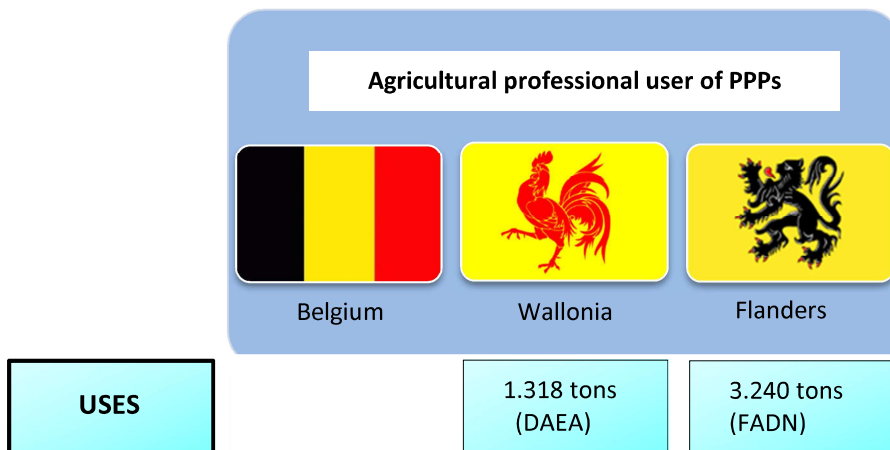 Agricultural professional user of PPPs
Belgium
Wallonia
Flanders
USES
1.318 tons
(DAEA)
3.240 tons
(FADN)